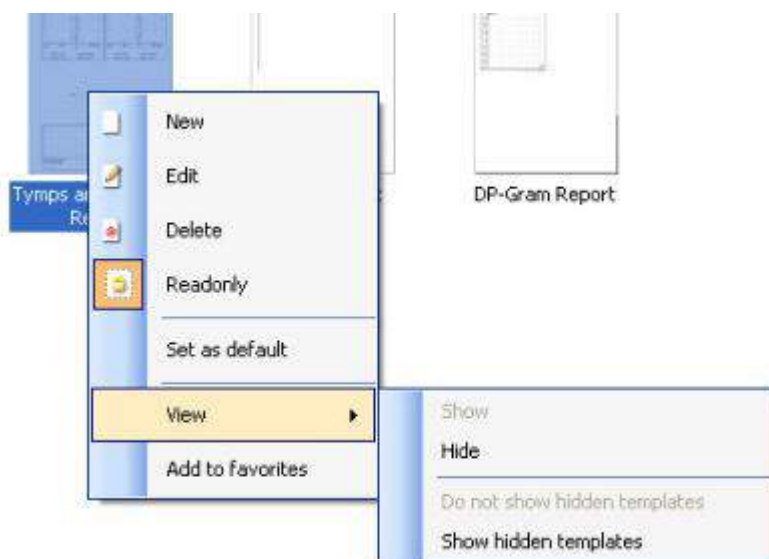 Tymps a
Re
DP-Gram Report
New
Edit
Delete
Readonly
Set as default
View
Add to favorites
Show
Hide
Do not show hidden templates
Show hidden templates